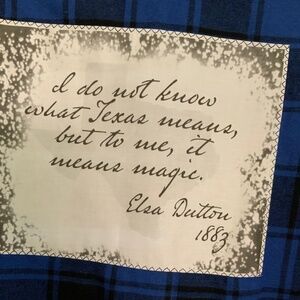 I do not know
what Texas means,
but to me, it
means magic.
Elsa Dutton
1883